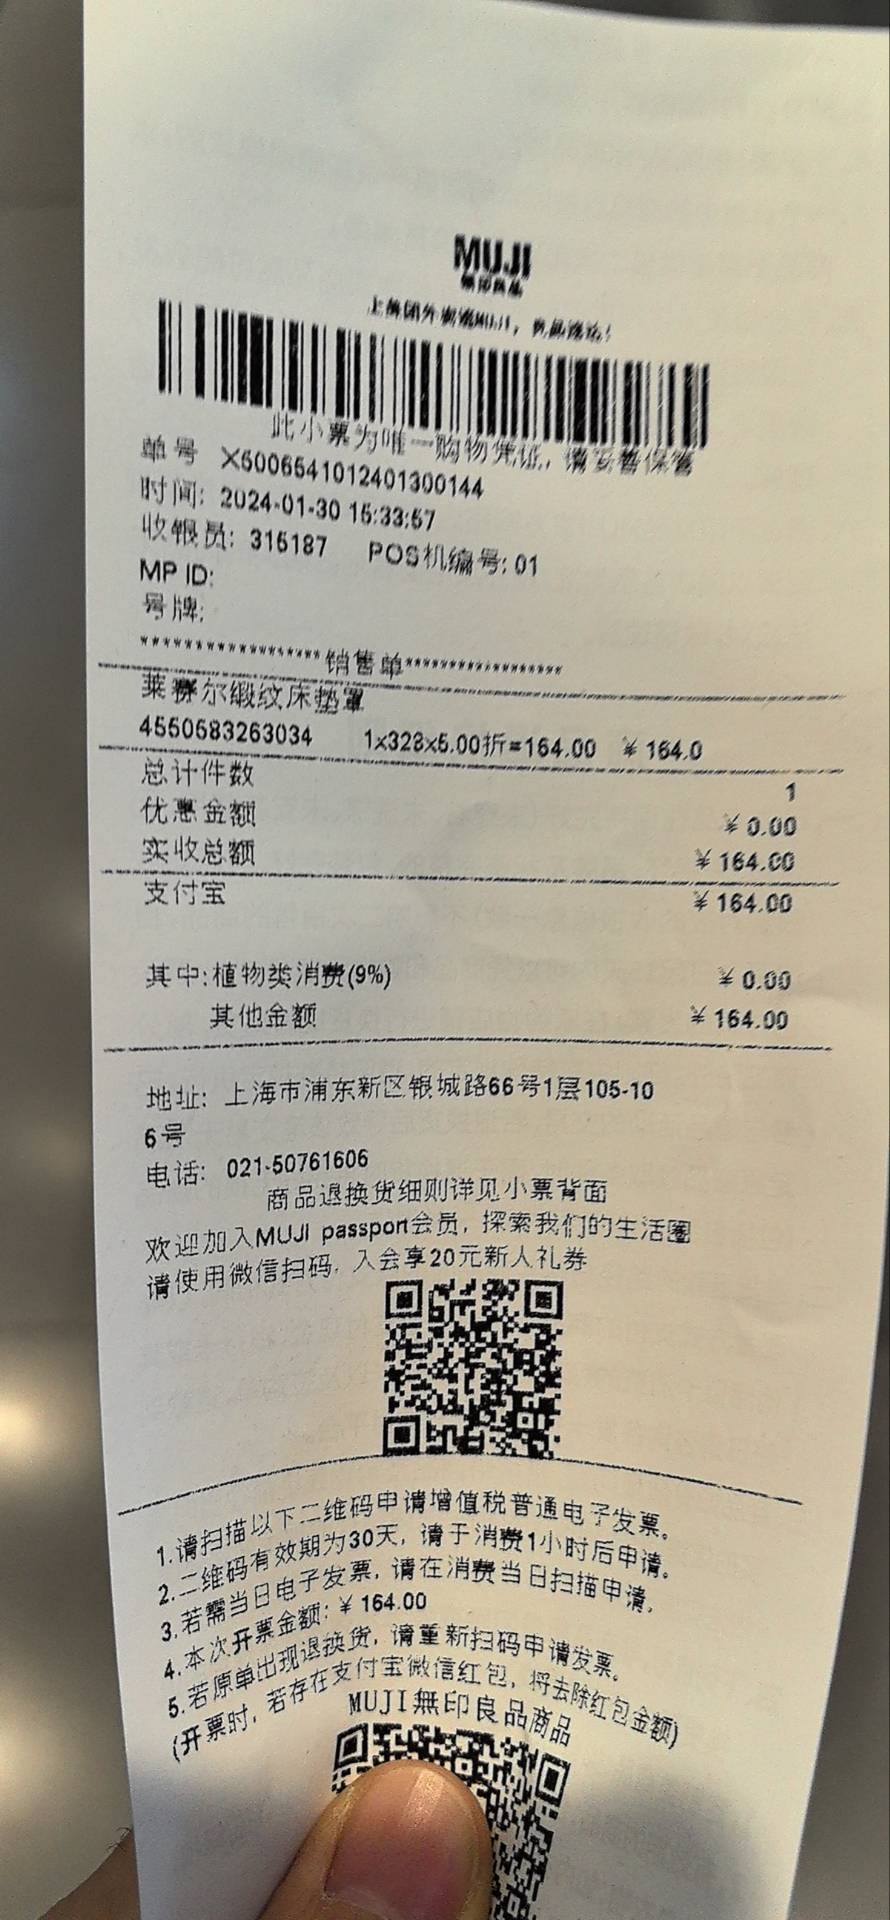 MUJI
無印良品
此小票为唯一购物凭证，请妥善保管
单号 X5006541012401300144
时间: 2024-01-30 15:33:57
收银员: 315187 POS机编号: 01
MP ID:
号牌:
********************销售单******************
莱赛尔缎纹床垫罩
4550583263034 1x328x5.00折=164.00 ¥ 164.0
总计件数 1
优惠金额 ¥ 0.00
实收总额 ¥ 164.00
支付宝 ¥ 164.00
其中:植物类消费(9%) ¥ 0.00
其他金额 ¥ 164.00
地址: 上海市浦东新区银城路66号1层105-10
6号
电话: 021-50761606
商品退换货细则详见小票背面
欢迎加入MUJI passport会员，探索我们的生活圈
请使用微信扫码，入会享20元新人礼券
1.请扫描以下二维码申请增值税普通电子发票。
2.二维码有效期为30天，请于消费1小时后申请。
3.若需当日电子发票，请在消费当日扫描申请，
4.本次开票金额: ¥ 164.00
5.若原单出现退换货，请重新扫码申请发票。
(开票时，若存在支付宝微信红包，将去除红包金额)
MUJI無印良品商品